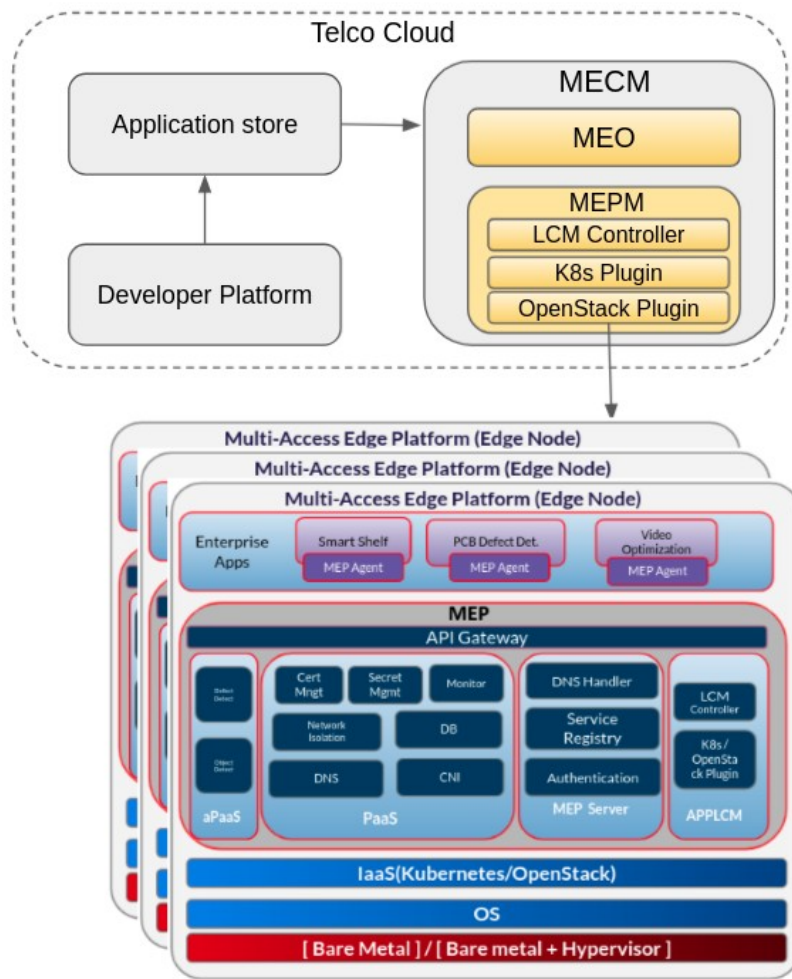 Telco Cloud
Application store
Developer Platform
MECM
MEO
MEPM
LCM Controller
K8s Plugin
OpenStack Plugin
Multi-Access Edge Platform (Edge Node)
Multi-Access Edge Platform (Edge Node)
Multi-Access Edge Platform (Edge Node)
Enterprise
Apps
Smart Shelf
MEP Agent
PCB Defect Det.
MEP Agent
Video
Optimization
MEP Agent
MEP
API Gateway
Defect
Detect
Object
Detect
aPaaS
Cert
Mngt
Secret
Mgmt
Monitor
Network
Isolation
DB
DNS
CNI
PaaS
DNS Handler
Service
Registry
Authentication
MEP Server
LCM
Controller
K8s /
OpenSta
ck Plugin
APPLCM
IaaS(Kubernetes/OpenStack)
OS
[ Bare Metal ] / [ Bare metal + Hypervisor ]